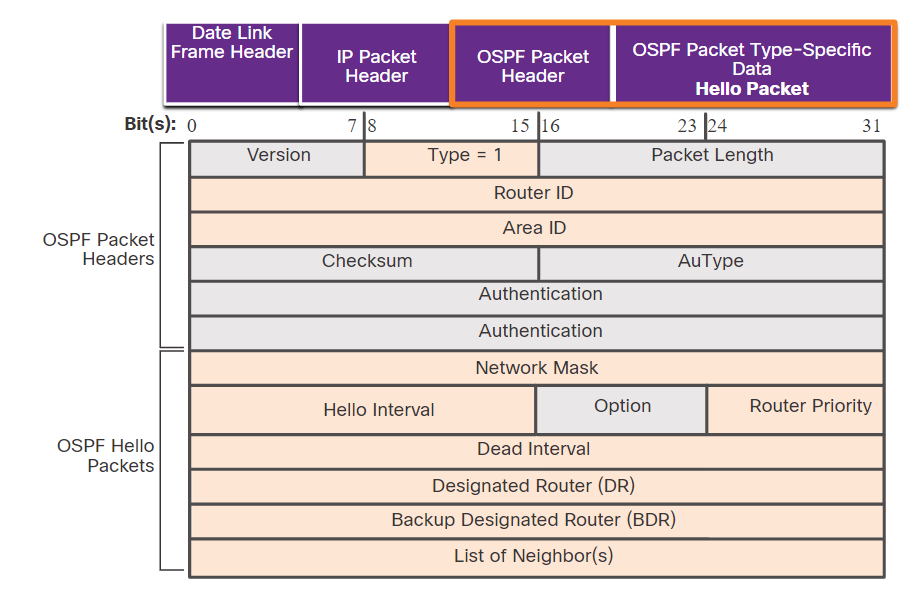 Date Link
Frame Header
IP Packet
Header
OSPF Packet
Header
OSPF Packet Type-Specific
Data
Hello Packet
Bit(s): 0 7 8 15 16 23 24 31
Version Type = 1 Packet Length
Router ID
Area ID
OSPF Packet
Headers
Checksum AuType
Authentication
Authentication
Network Mask
Hello Interval Option Router Priority
OSPF Hello
Packets
Dead Interval
Designated Router (DR)
Backup Designated Router (BDR)
List of Neighbor(s)